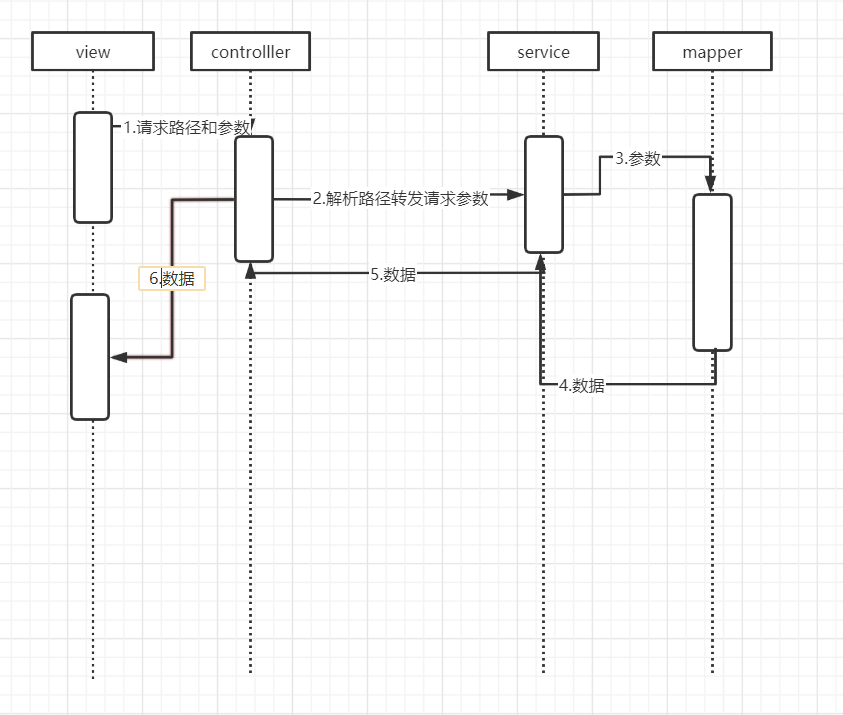 view
controlller
service
mapper
1.请求路径和参数
3.参数
2.解析路径转发请求参数
5.数据
6.数据
4.数据